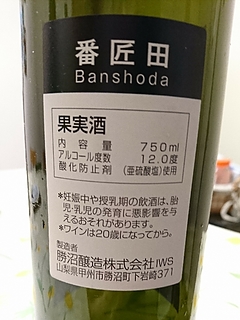 番匠田
Banshoda
果実酒
内容量 750ml
アルコール度数 12.0度
酸化防止剤 (亜硫酸塩)使用
*妊娠中や授乳期の飲酒は、胎
児・乳児の発育に悪影響を与
えるおそれがあります。
*ワインは20歳になってから。
製造者
勝沼醸造株式会社IWS
山梨県甲州市勝沼町下岩崎371